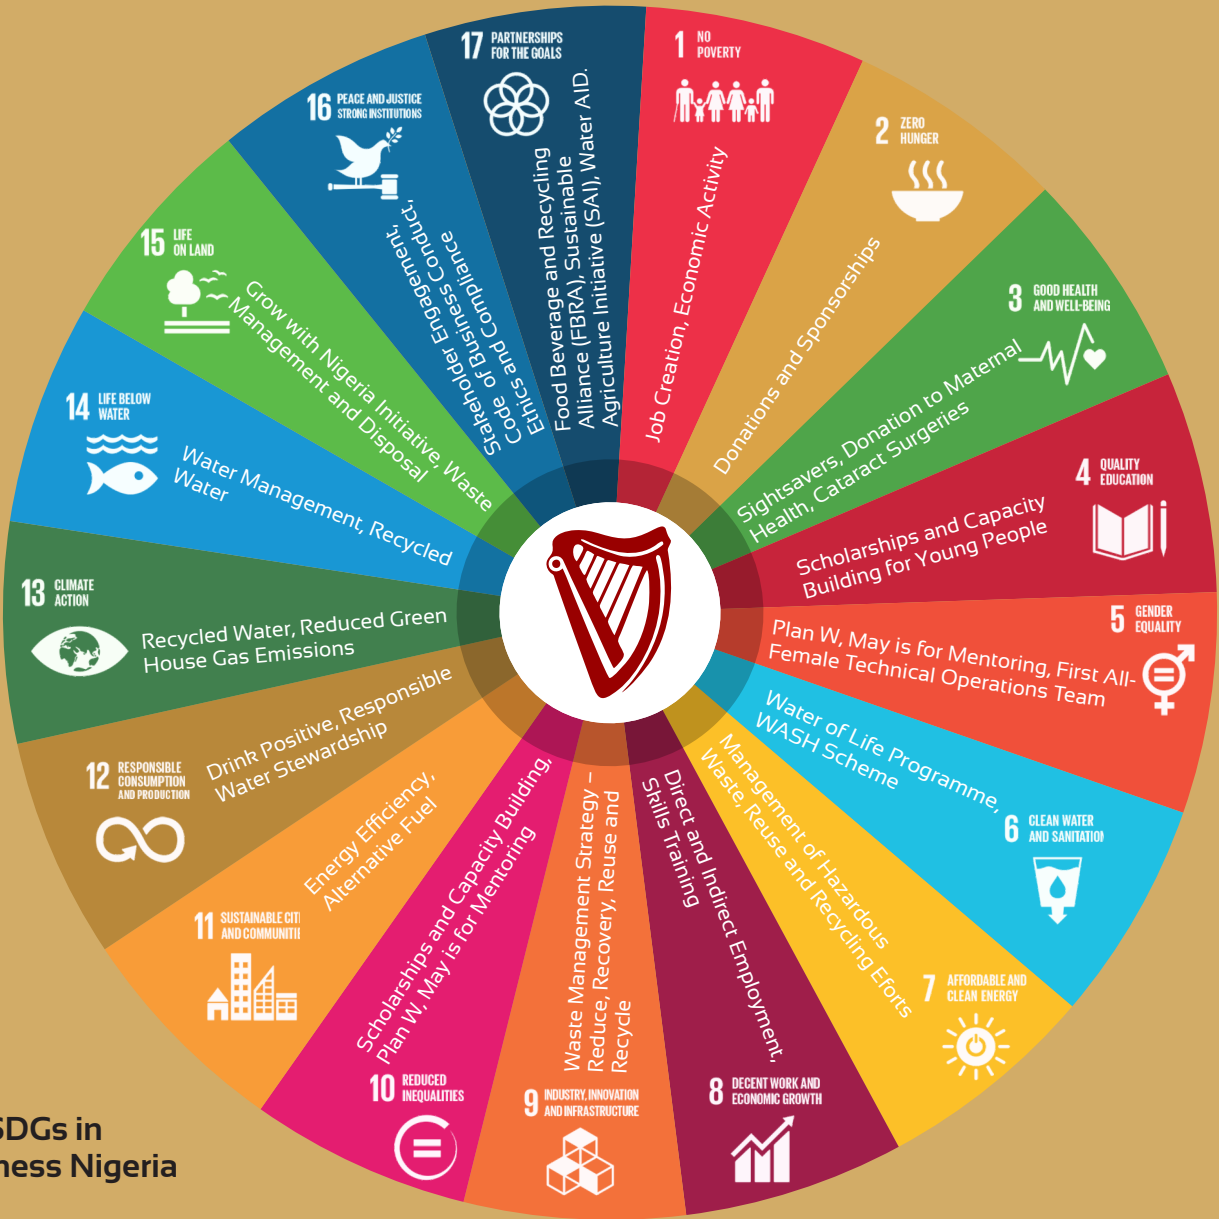 17 PARTNERSHIPS
FOR THE GOALS
Food Beverage and Recycling
Alliance (FBRA), Sustainable
Agriculture Initiative (SAI), Water AID.
1 NO
POVERTY
Job Creation, Economic Activity
2 ZERO
HUNGER
Donations and Sponsorships
3 GOOD HEALTH
AND WELL-BEING
Sightsavers, Donation to Maternal
Health, Cataract Surgeries
4 QUALITY
EDUCATION
Scholarships and Capacity
Building for Young People
5 GENDER
EQUALITY
Plan W, May is for Mentoring, First All-
Female Technical Operations Team
6 CLEAN WATER
AND SANITATION
Water of Life Programme,
WASH Scheme
7 AFFORDABLE AND
CLEAN ENERGY
Management of Hazardous
Waste, Reuse and Recycling Eforts
8 DECENT WORK AND
ECONOMIC GROWTH
Direct and Indirect Employment,
Skills Training
9 INDUSTRY, INNOVATION
AND INFRASTRUCTURE
Waste Management Strategy –
Reduce, Recovery, Reuse and
Recycle
10 REDUCED
INEQUALITIES
Scholarships and Capacity Building,
Plan W, May is for Mentoring
11 SUSTAINABLE CITI
AND COMMUNITI
Energy Efficiency,
Alternative Fuel
12 RESPONSIBLE
CONSUMPTION
AND PRODUCTION
Drink Positive, Responsible
Water Stewardship
13 CLIMATE
ACTION
Recycled Water, Reduced Green
House Gas Emissions
14 LIFE BELOW
WATER
Water Management, Recycled
Water
15 LIFE
ON LAND
Grow with Nigeria Initiative, Waste
Management and Disposal
16 PEACE AND JUSTICE
STRONG INSTITUTIONS
Stakeholder Engagement,
Code of Business Conduct,
Ethics and Compliance
SDGs in
ness Nigeria